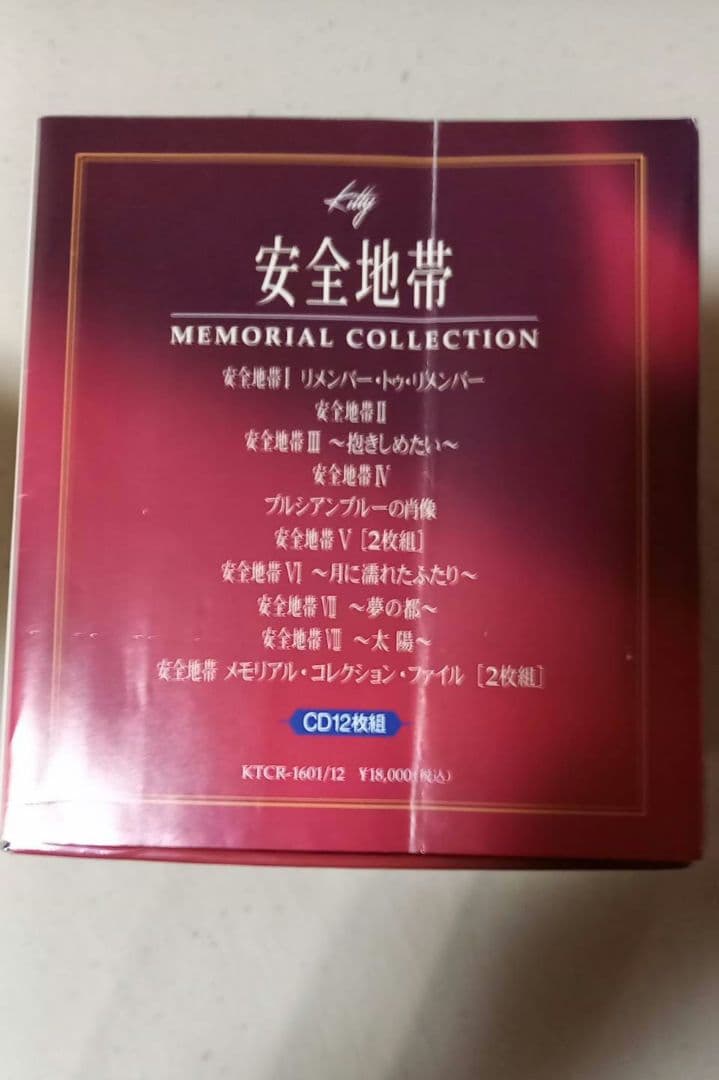 Kitty
安全地帯
MEMORIAL COLLECTION
安全地帯Ⅰ リメンバー・トゥ・リメンバー
安全地帯Ⅱ
安全地帯Ⅲ 〜抱きしめたい〜
安全地帯Ⅳ
プルシアンブルーの肖像
安全地帯Ⅴ [2枚組]
安全地帯Ⅵ 〜月に濡れたふたり〜
安全地帯Ⅶ 〜夢の都〜
安全地帯Ⅷ 〜太 陽〜
安全地帯 メモリアル・コレクション・ファイル [2枚組]
CD12枚組
KTCR-1601/12 ¥18,000(税込)